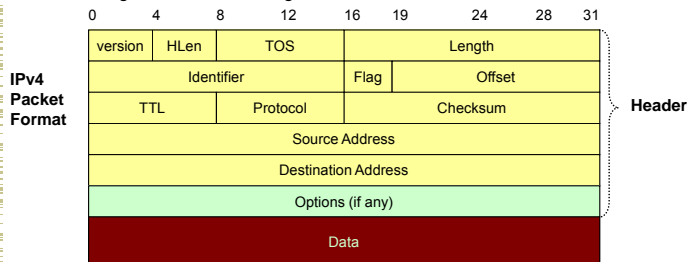 0 4 8 12 16 19 24 28 31
version HLen TOS Length
IPv4 Packet Format
Identifier Flag Offset
TTL Protocol Checksum
Header
Source Address
Destination Address
Options (if any)
Data